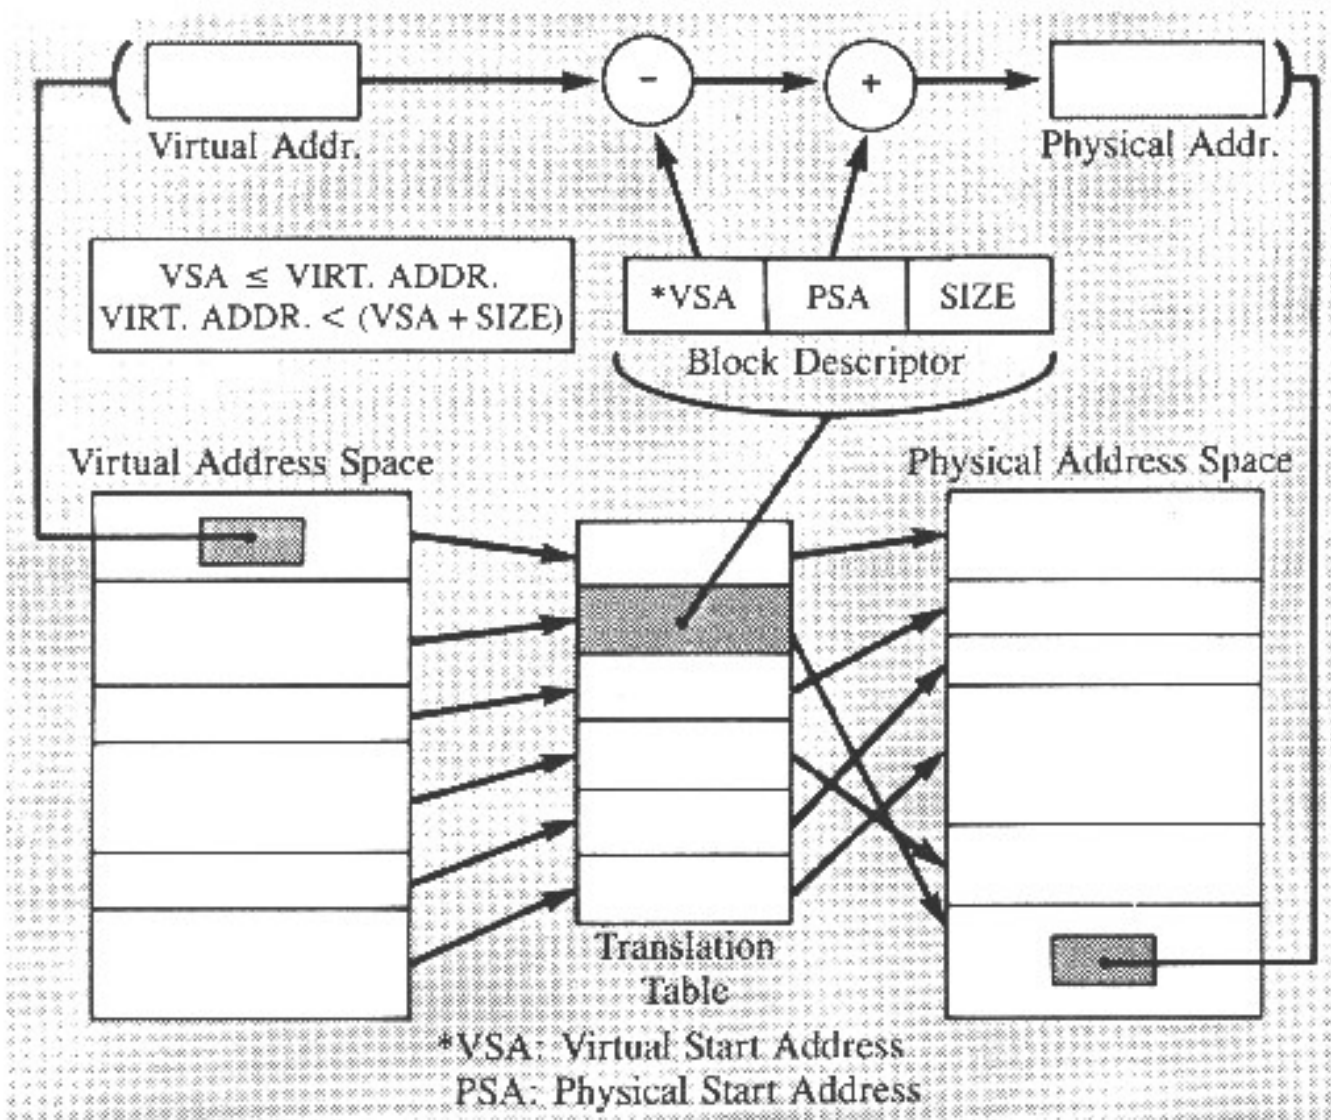 -
+
Virtual Addr.
Physical Addr.
VSA ≤ VIRT. ADDR.
VIRT. ADDR. < (VSA + SIZE)
*VSA PSA SIZE
Block Descriptor
Virtual Address Space
Physical Address Space
Translation
Table
*VSA: Virtual Start Address
PSA: Physical Start Address